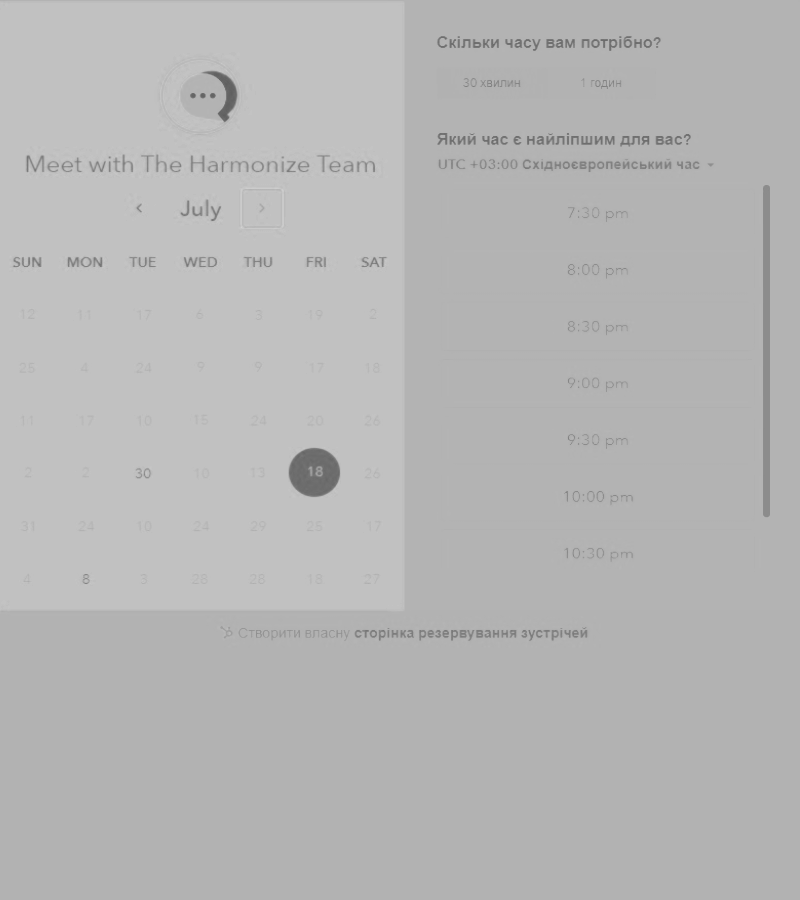 Meet with The Harmonize Team
July
SUN MON TUE WED THU FRI SAT
12 11 17 6 3 19 2
25 4 24 9 9 17 18
11 17 10 15 24 20 26
2 2 30 10 13 18 26
31 24 10 24 29 25 17
4 8 3 28 28 18 27
Скільки часу вам потрібно?
30 хвилин 1 годин
Який час є найліпшим для вас?
UTC +03:00 Східноєвропейський час
7:30 pm
8:00 pm
8:30 pm
9:00 pm
9:30 pm
10:00 pm
10:30 pm
Створити власну сторінка резервування зустрічей